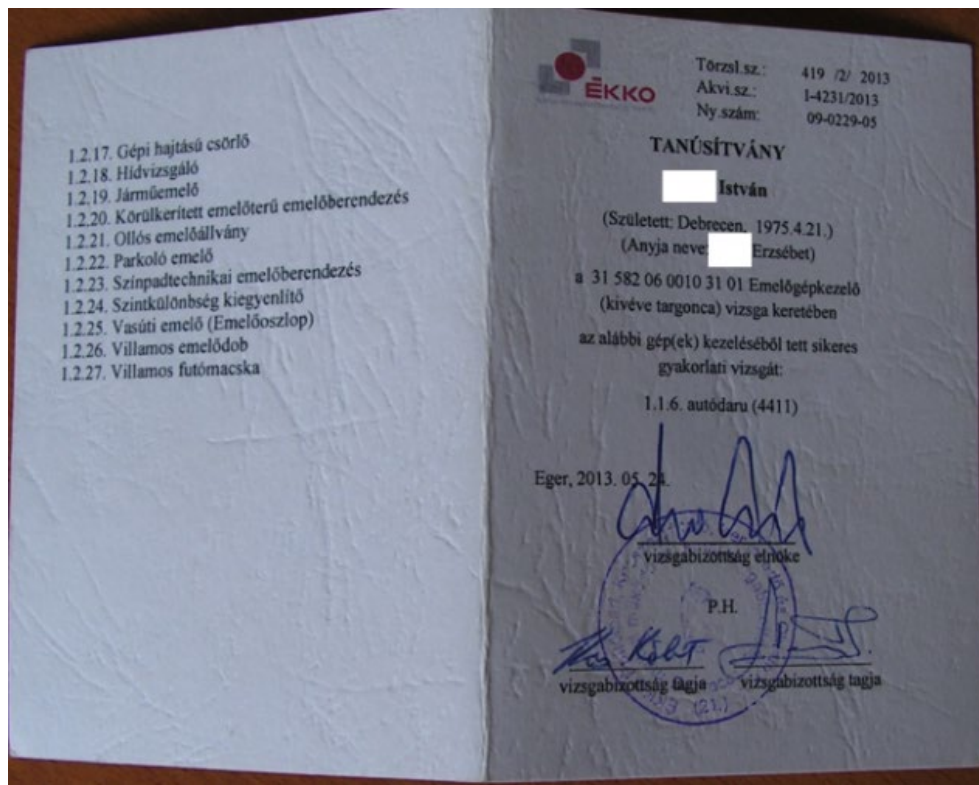 1.2.17. Gépi hajtású csörlő
1.2.18. Hídvizsgáló
1.2.19. Járműemelő
1.2.20. Körülkerített emelőterű emelőberendezés
1.2.21. Ollós emelőállvány
1.2.22. Parkoló emelő
1.2.23. Színpadtechnikai emelőberendezés
1.2.24. Szintkülönbség kiegyenlítő
1.2.25. Vasúti emelő (Emelőoszlop)
1.2.26. Villamos emelődob
1.2.27. Villamos futómacska
ÉKKO
Törzsl.sz.: 419 /2/ 2013
Akvi.sz.: I-4231/2013
Ny.szám: 09-0229-05
TANÚSÍTVÁNY
István
(Született: Debrecen, 1975.4.21.)
(Anyja neve: Erzsébet)
a 31 582 06 0010 31 01 Emelőgépkezelő
(kivéve targonca) vizsga keretében
az alábbi gép(ek) kezeléséből tett sikeres
gyakorlati vizsgát:
1.1.6. autódaru (4411)
Eger, 2013. 05. 24.
vizsgabizottság elnöke
P.H.
vizsgabizottság tagja vizsgabizottság tagja
(21.)